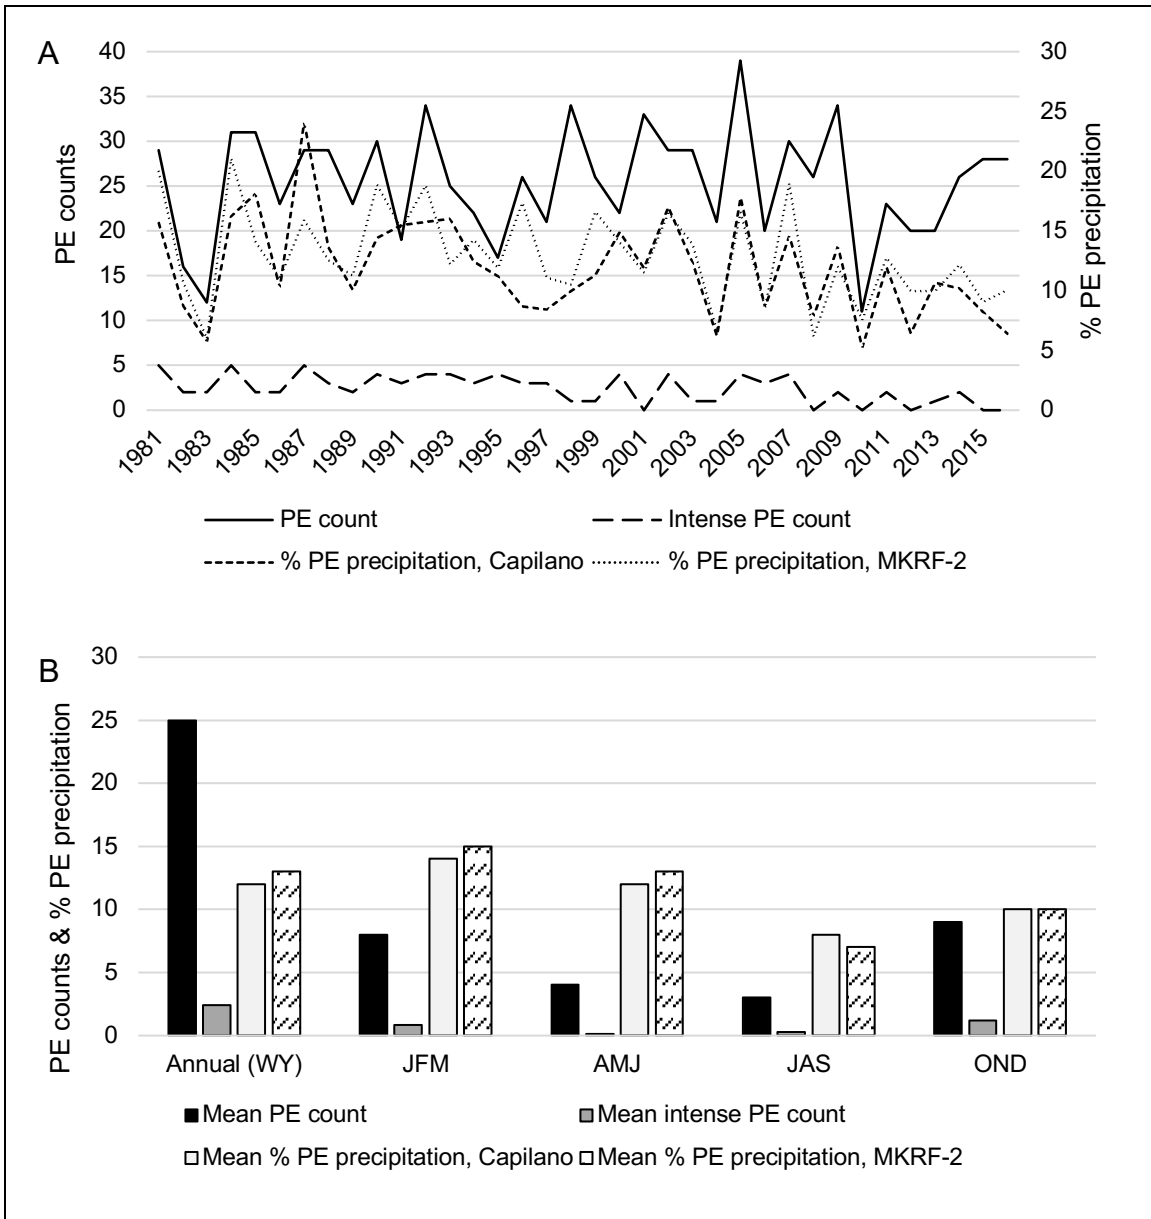 A
PE counts
40
35
30
25
20
15
10
5
0
30
25
20
15
10
5
0
% PE precipitation
1981 1983 1985 1987 1989 1991 1993 1995 1997 1999 2001 2003 2005 2007 2009 2011 2013 2015
PE count Intense PE count
% PE precipitation, Capilano % PE precipitation, MKRF-2
B
PE counts & % PE precipitation
30
25
20
15
10
5
0
Annual (WY) JFM AMJ JAS OND
Mean PE count Mean intense PE count
Mean % PE precipitation, Capilano Mean % PE precipitation, MKRF-2